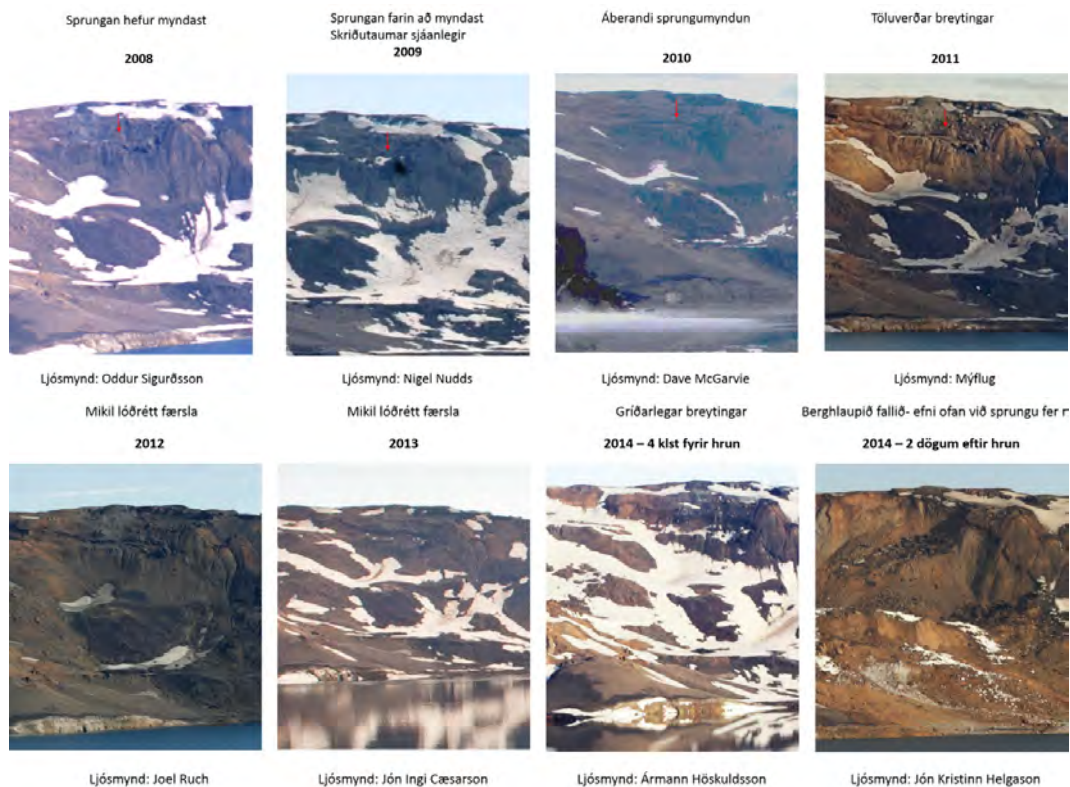 Sprungan hefur myndast
2008
Sprungan farin að myndast
Skriðutaumar sjáanlegir
2009
Áberandi sprungumyndun
2010
Töluverðar breytingar
2011
Ljósmynd: Oddur Sigurðsson
Ljósmynd: Nigel Nudds
Ljósmynd: Dave McGarvie
Ljósmynd: Mýflug
Mikil lóðrétt færsla
2012
Mikil lóðrétt færsla
2013
Gríðarlegar breytingar
2014 – 4 klst fyrir hrun
Berghlaupið fallið- efni ofan við sprungu fer
2014 – 2 dögum eftir hrun
Ljósmynd: Joel Ruch
Ljósmynd: Jón Ingi Cæsarson
Ljósmynd: Ármann Höskuldsson
Ljósmynd: Jón Kristinn Helgason